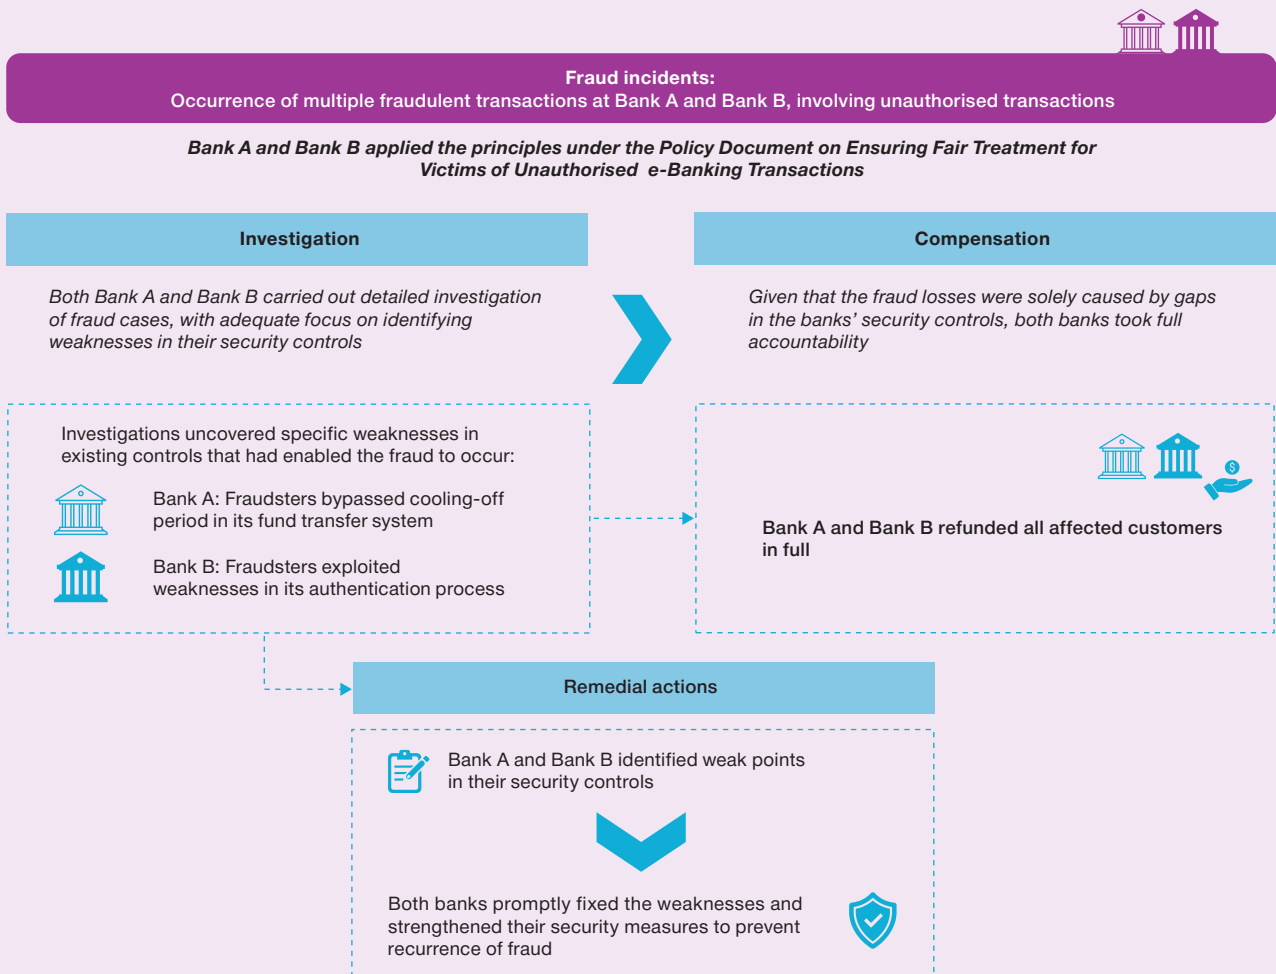 Fraud incidents:
Occurrence of multiple fraudulent transactions at Bank A and Bank B, involving unauthorised transactions
Bank A and Bank B applied the principles under the Policy Document on Ensuring Fair Treatment for
Victims of Unauthorised e-Banking Transactions
Investigation
Both Bank A and Bank B carried out detailed investigation
of fraud cases, with adequate focus on identifying
weaknesses in their security controls
Compensation
Given that the fraud losses were solely caused by gaps
in the banks' security controls, both banks took full
accountability
Investigations uncovered specific weaknesses in
existing controls that had enabled the fraud to occur:
Bank A: Fraudsters bypassed cooling-off
period in its fund transfer system
Bank B: Fraudsters exploited
weaknesses in its authentication process
$
Bank A and Bank B refunded all affected customers
in full
Remedial actions
Bank A and Bank B identified weak points
in their security controls
Both banks promptly fixed the weaknesses and
strengthened their security measures to prevent
recurrence of fraud